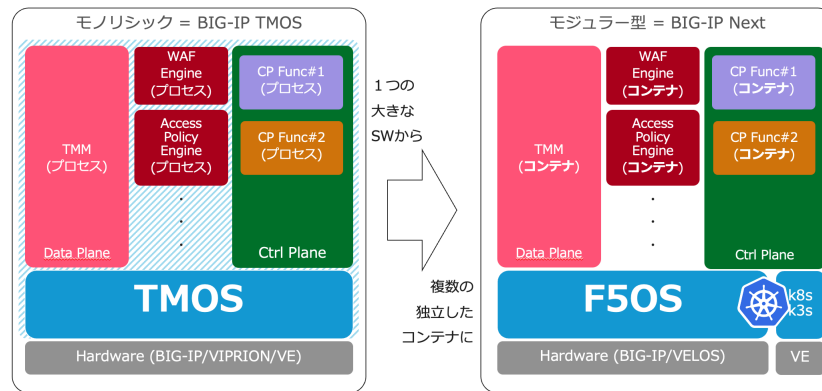 モノリシック = BIG-IP TMOS
TMM
(プロセス)
Data Plane
WAF
Engine
(プロセス)
Access
Policy
Engine
(プロセス)
・
・
・
CP Func#1
(プロセス)
CP Func#2
(プロセス)
Ctrl Plane
TMOS
Hardware (BIG-IP/VIPRION/VE)
１つの
大きな
SWから
複数の
独立した
コンテナに
モジュラー型 = BIG-IP Next
TMM
(コンテナ)
Data Plane
WAF
Engine
(コンテナ)
Access
Policy
Engine
(コンテナ)
・
・
・
CP Func#1
(コンテナ)
CP Func#2
(コンテナ)
Ctrl Plane
F5OS
k8s
k3s
Hardware (BIG-IP/VELOS)
VE